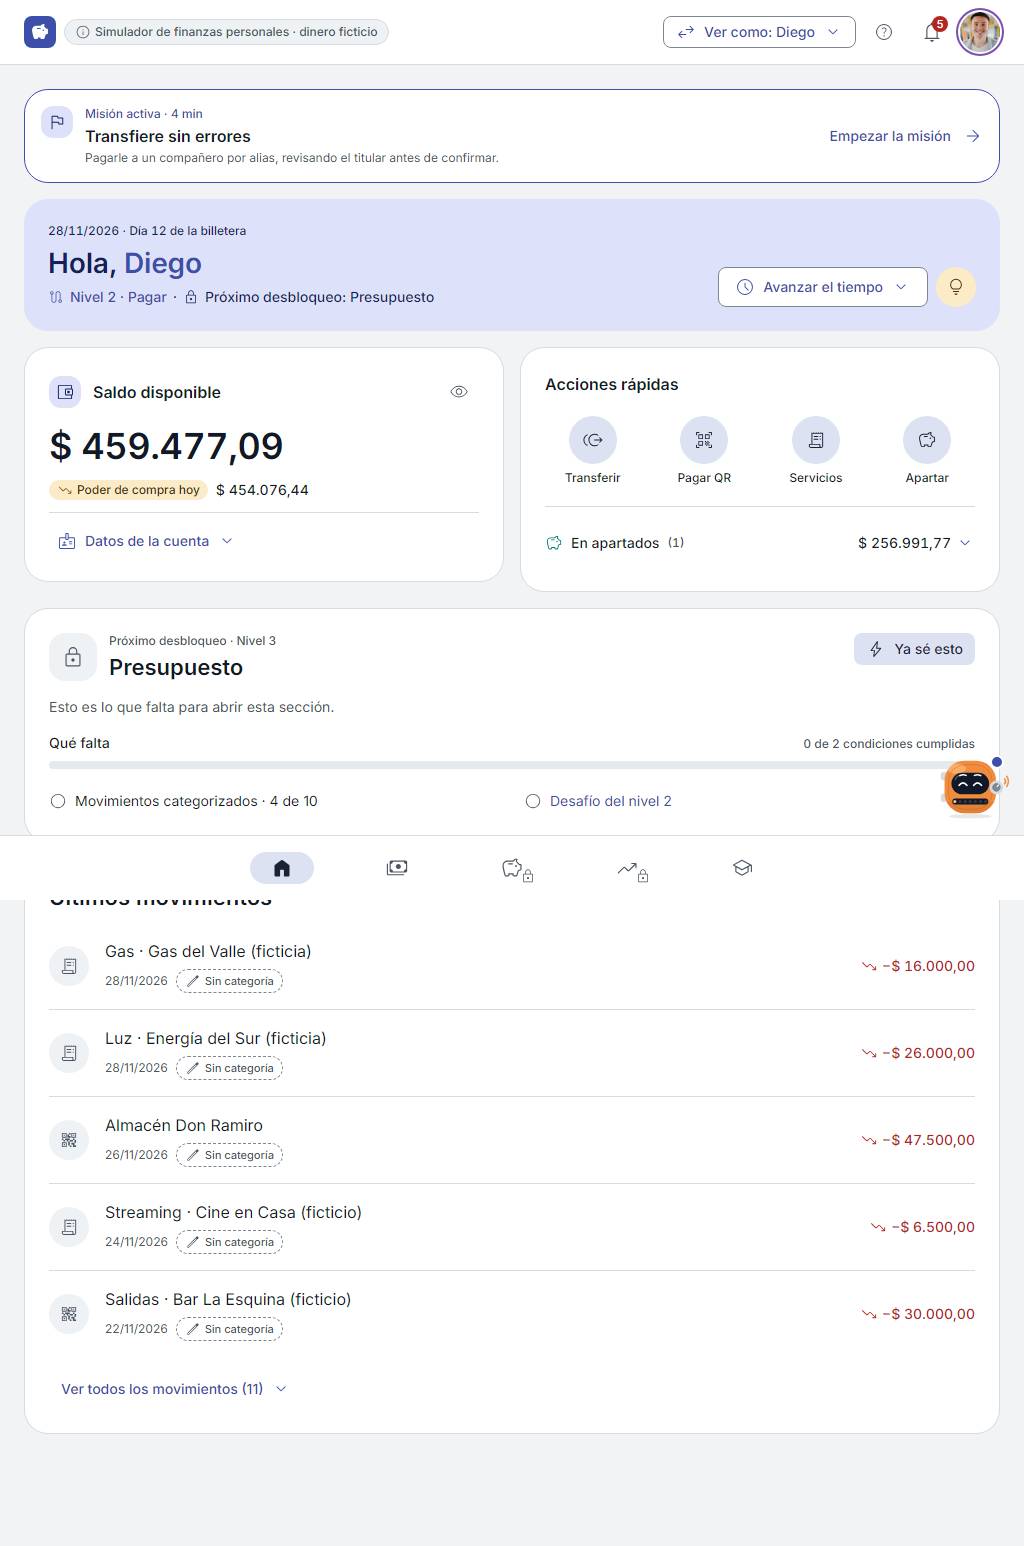 Simulador de finanzas personales · dinero ficticio
Ver como: Diego
5
Misión activa · 4 min
Transfiere sin errores
Pagarle a un compañero por alias, revisando el titular antes de confirmar.
Empezar la misión
28/11/2026 · Día 12 de la billetera
Hola, Diego
Nivel 2 · Pagar · Próximo desbloqueo: Presupuesto
Avanzar el tiempo
Saldo disponible
$ 459.477,09
Poder de compra hoy $ 454.076,44
Datos de la cuenta
Acciones rápidas
Transferir
Pagar QR
Servicios
Apartar
En apartados (1)
$ 256.991,77
Próximo desbloqueo · Nivel 3
Presupuesto
Ya sé esto
Esto es lo que falta para abrir esta sección.
Qué falta
0 de 2 condiciones cumplidas
Movimientos categorizados · 4 de 10
Desafío del nivel 2
Últimos movimientos
Gas · Gas del Valle (ficticia)
28/11/2026 Sin categoría
−$ 16.000,00
Luz · Energía del Sur (ficticia)
28/11/2026 Sin categoría
−$ 26.000,00
Almacén Don Ramiro
26/11/2026 Sin categoría
−$ 47.500,00
Streaming · Cine en Casa (ficticio)
24/11/2026 Sin categoría
−$ 6.500,00
Salidas · Bar La Esquina (ficticio)
22/11/2026 Sin categoría
−$ 30.000,00
Ver todos los movimientos (11)